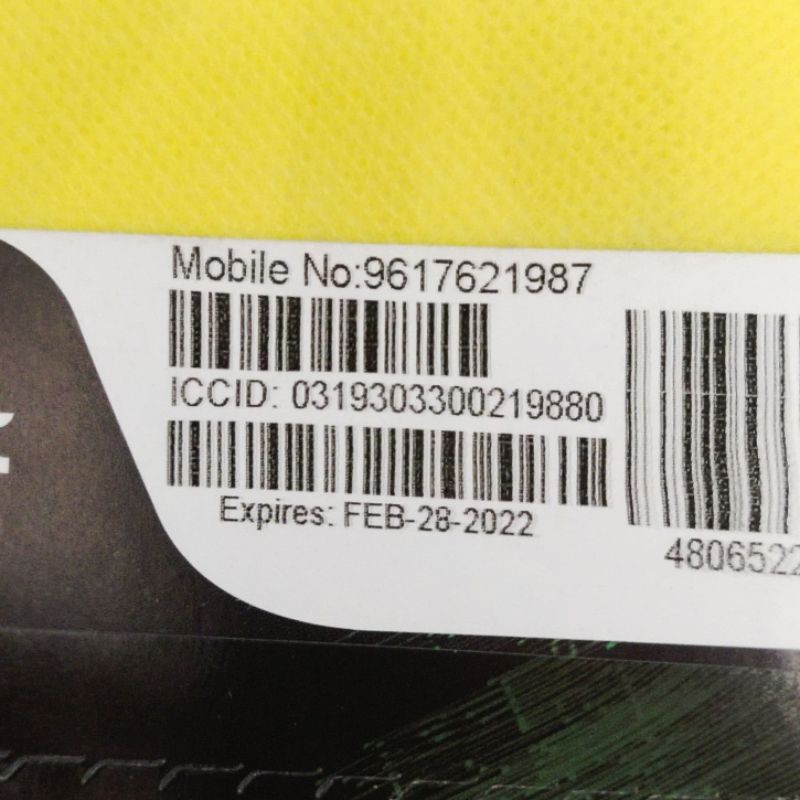 Mobile No:9617621987
ICCID: 0319303300219880
Expires: FEB-28-2022
4806522